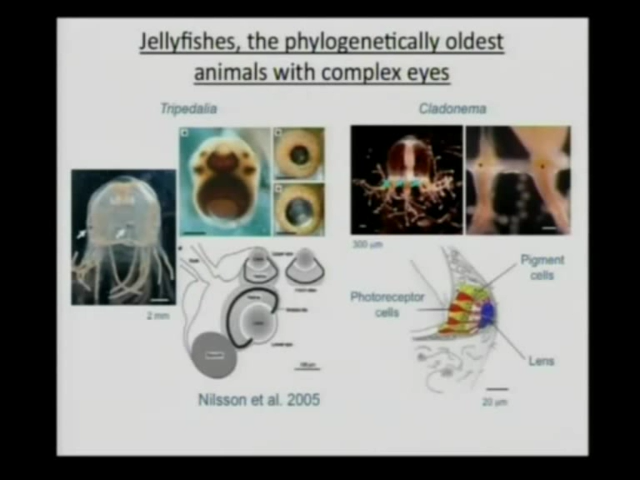 Jellyfishes, the phylogenetically oldest
animals with complex eyes
Tripedalia
Cladonema
300 µm
2 mm
Pigment
cells
Photoreceptor
cells
Lens
Nilsson et al. 2005
20 µm